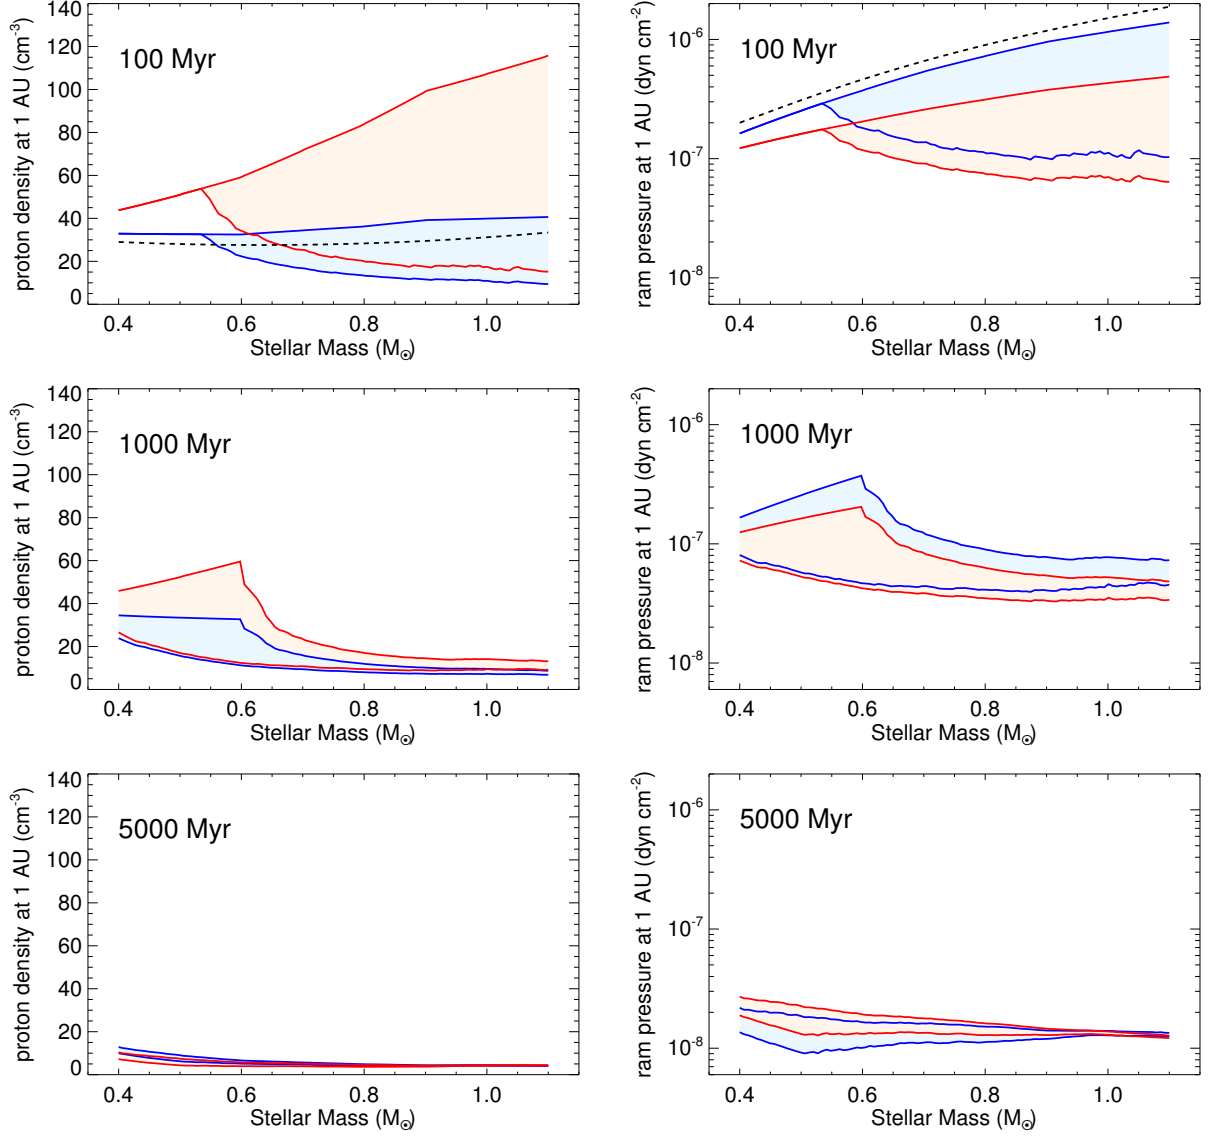 proton density at 1 AU (cm⁻³)
140
120
100
80
60
40
20
0
100 Myr
0.4 0.6 0.8 1.0
Stellar Mass (M☉)
ram pressure at 1 AU (dyn cm⁻²)
10⁻⁶
10⁻⁷
10⁻⁸
100 Myr
0.4 0.6 0.8 1.0
Stellar Mass (M☉)
proton density at 1 AU (cm⁻³)
140
120
100
80
60
40
20
0
1000 Myr
0.4 0.6 0.8 1.0
Stellar Mass (M☉)
ram pressure at 1 AU (dyn cm⁻²)
10⁻⁶
10⁻⁷
10⁻⁸
1000 Myr
0.4 0.6 0.8 1.0
Stellar Mass (M☉)
proton density at 1 AU (cm⁻³)
140
120
100
80
60
40
20
0
5000 Myr
0.4 0.6 0.8 1.0
Stellar Mass (M☉)
ram pressure at 1 AU (dyn cm⁻²)
10⁻⁶
10⁻⁷
10⁻⁸
5000 Myr
0.4 0.6 0.8 1.0
Stellar Mass (M☉)